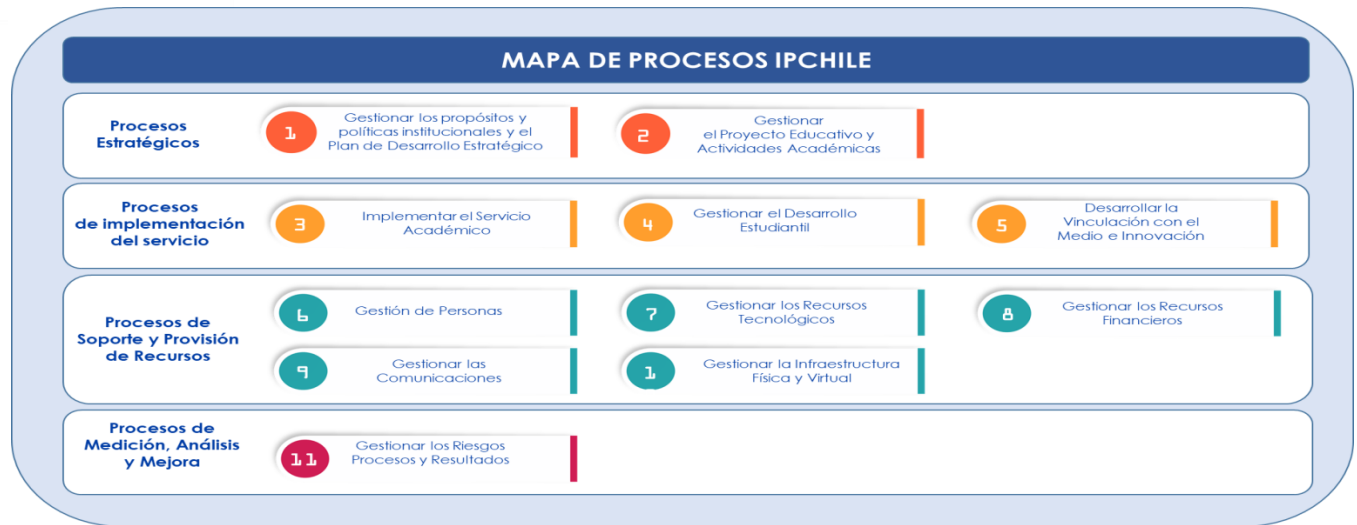 MAPA DE PROCESOS IPCHILE
Procesos
Estratégicos
1
Gestionar los propósitos y
políticas institucionales y el
Plan de Desarrollo Estratégico
2
Gestionar
el Proyecto Educativo y
Actividades Académicas
Procesos
de implementación
del servicio
3
Implementar el Servicio
Académico
4
Gestionar el Desarrollo
Estudiantil
5
Desarrollar la
Vinculación con el
Medio e Innovación
Procesos de
Soporte y Provisión
de Recursos
6
Gestión de Personas
7
Gestionar los Recursos
Tecnológicos
8
Gestionar los Recursos
Financieros
9
Gestionar las
Comunicaciones
1
Gestionar la Infraestructura
Física y Virtual
Procesos de
Medición, Análisis
y Mejora
11
Gestionar los Riesgos
Procesos y Resultados